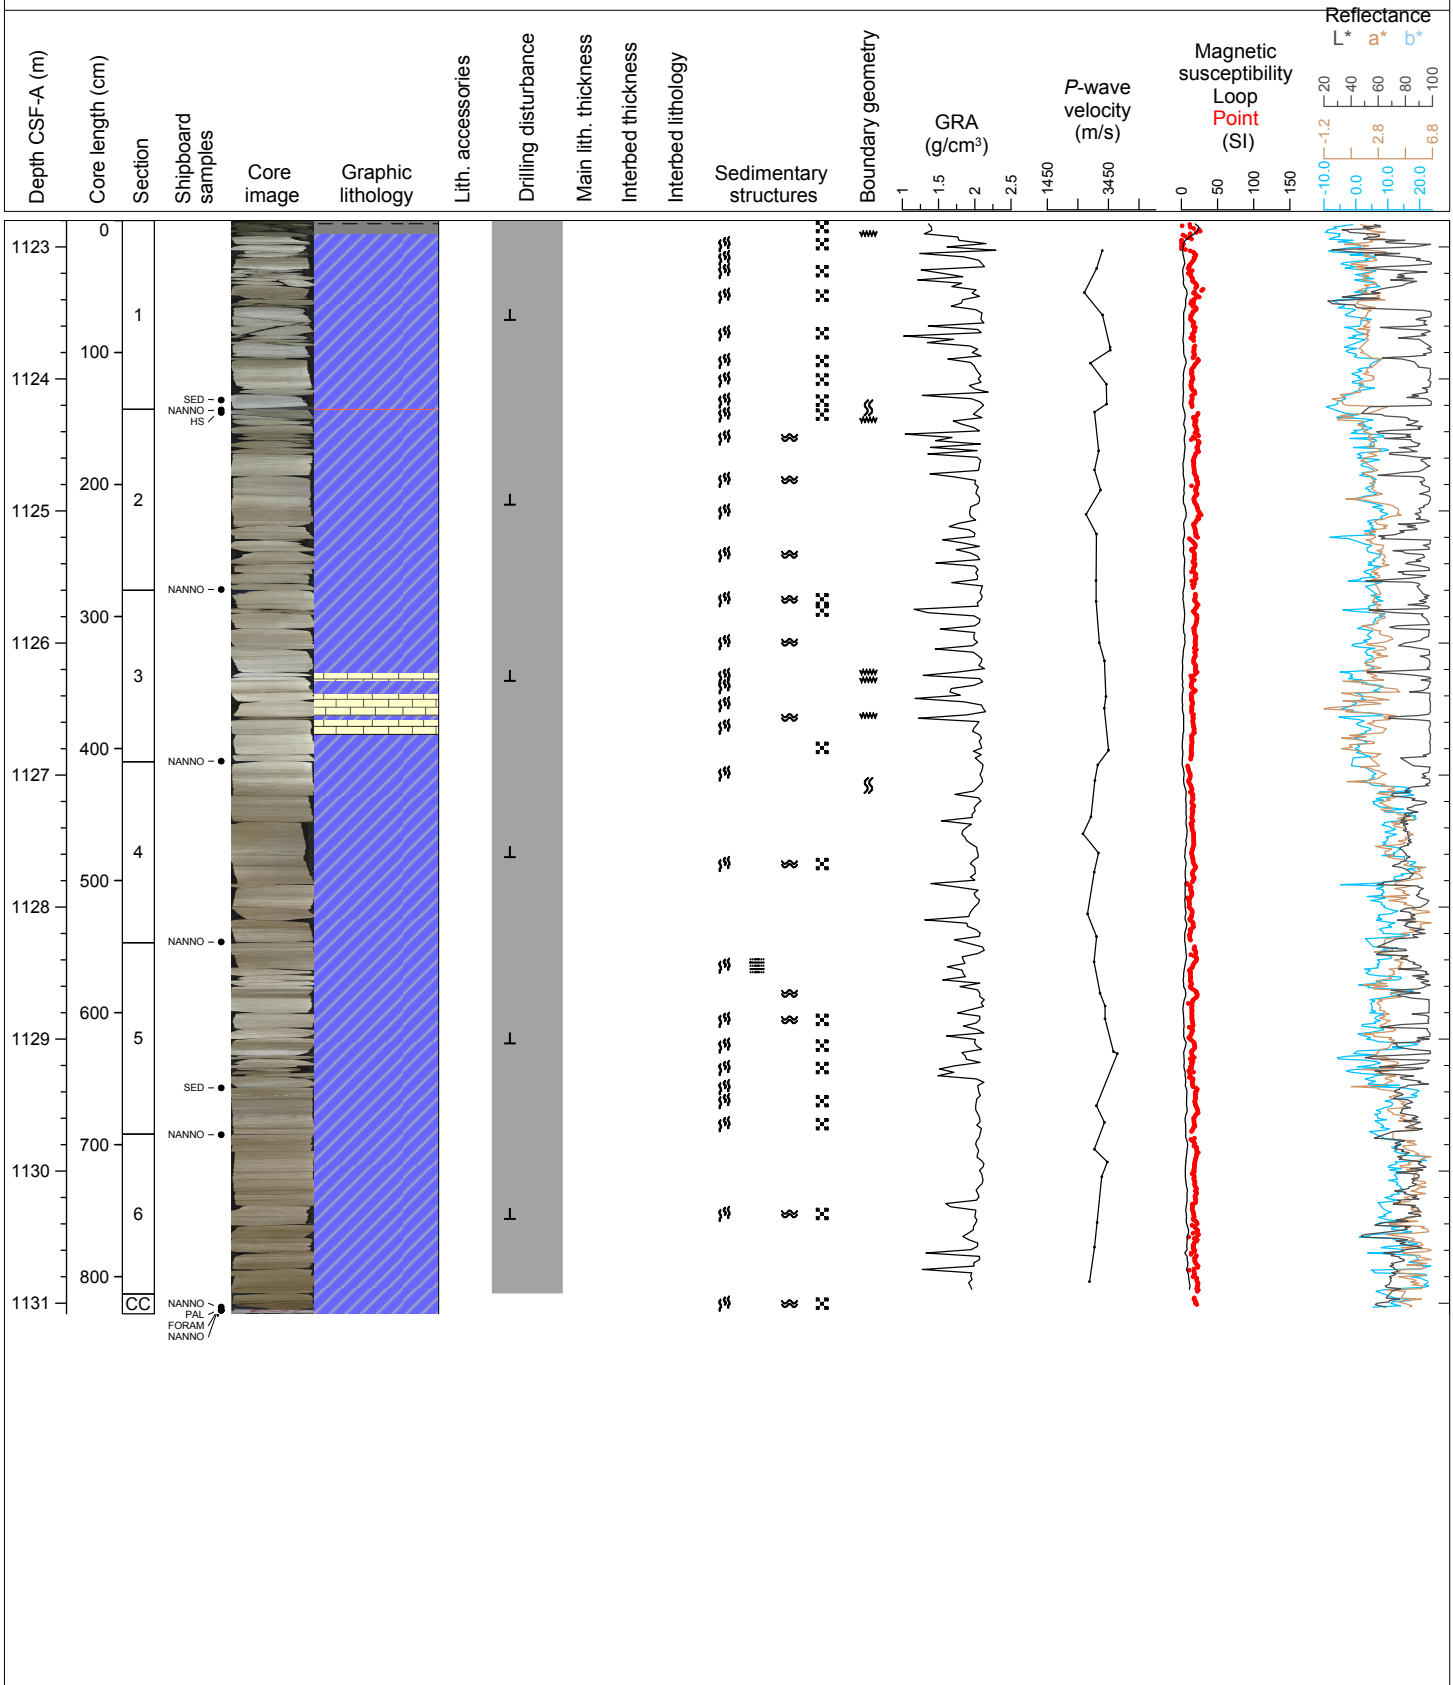 Depth CSF-A (m)
Core length (cm)
Section
Shipboard
samples
Core
image
Graphic
lithology
Lith. accessories
Drilling disturbance
Main lith. thickness
Interbed thickness
Interbed lithology
Sedimentary
structures
Boundary geometry
GRA
(g/cm³)
1
1.5
2
2.5
P-wave
velocity
(m/s)
1450
3450
Magnetic
susceptibility
Loop
Point
(SI)
0
50
100
150
Reflectance
L* a* b*
20
40
60
80
100
-1.2
2.8
6.8
-10.0
0.0
10.0
20.0
1123
1124
1125
1126
1127
1128
1129
1130
1131
0
100
200
300
400
500
600
700
800
1
2
3
4
5
6
CC
SED
NANNO
HS
NANNO
NANNO
NANNO
SED
NANNO
NANNO
PAL
FORAM
NANNO